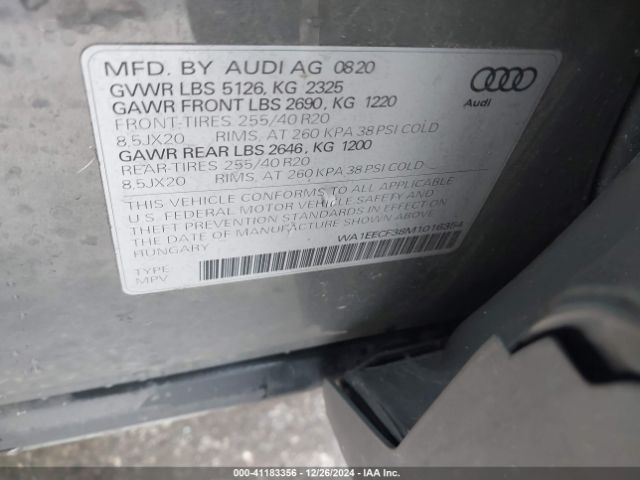 MFD. BY AUDI AG 0820
GVWR LBS 5126, KG 2325
GAWR FRONT LBS 2690, KG 1220
FRONT-TIRES 255/40 R20
8,5JX20 RIMS, AT 260 KPA 38 PSI COLD
GAWR REAR LBS 2646, KG 1200
REAR-TIRES 255/40 R20
8,5JX20 RIMS, AT 260 KPA 38 PSI COLD
THIS VEHICLE CONFORMS TO ALL APPLICABLE
U.S. FEDERAL MOTOR VEHICLE SAFETY AND
THEFT PREVENTION STANDARDS IN EFFECT ON
THE DATE OF MANUFACTURE SHOWN ABOVE
HUNGARY
WA1EECF38M1016354
TYPE:
MPV
Audi
000-41183356 - 12/26/2024 - IAA Inc.